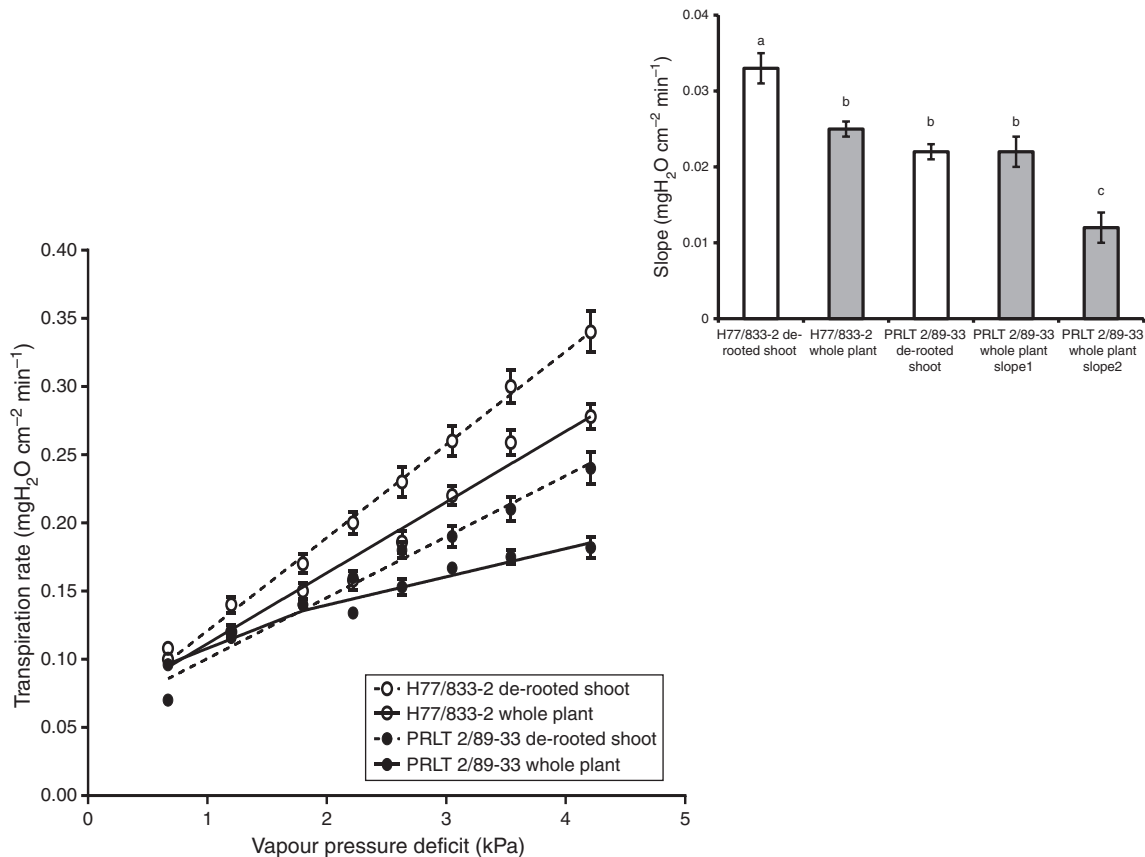 0.04
0.03
0.02
0.01
0
Slope (mgH₂O cm⁻² min⁻¹)
a
b
b
b
c
H77/833-2 de-
rooted shoot
H77/833-2
whole plant
PRLT 2/89-33
de-rooted
shoot
PRLT 2/89-33
whole plant
slope1
PRLT 2/89-33
whole plant
slope2
0.40
0.35
0.30
0.25
0.20
0.15
0.10
0.05
0.00
Transpiration rate (mgH₂O cm⁻² min⁻¹)
H77/833-2 de-rooted shoot
H77/833-2 whole plant
PRLT 2/89-33 de-rooted shoot
PRLT 2/89-33 whole plant
0 1 2 3 4 5
Vapour pressure deficit (kPa)